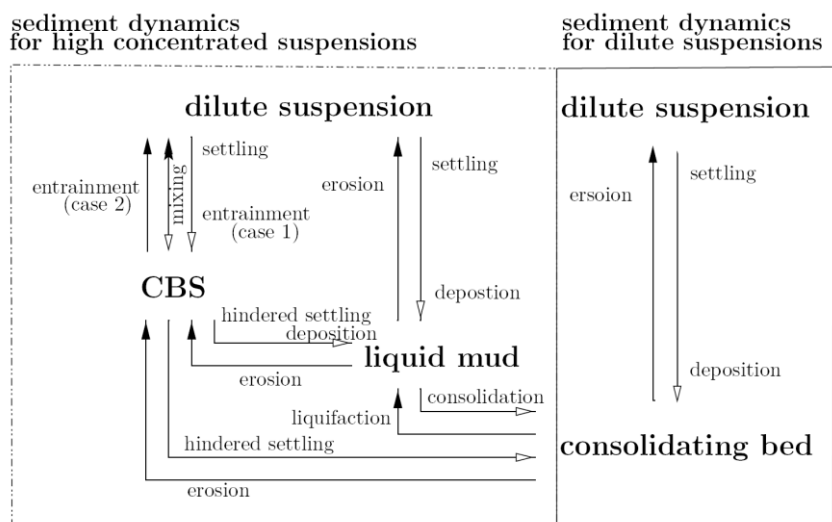 sediment dynamics
for high concentrated suspensions
sediment dynamics
for dilute suspensions
dilute suspension
dilute suspension
settling
erosion
settling
entrainment
(case 2)
mixing
entrainment
(case 1)
settling
ersoion
CBS
depostion
hindered settling
deposition
liquid mud
erosion
deposition
consolidation
liquifaction
hindered settling
consolidating bed
erosion